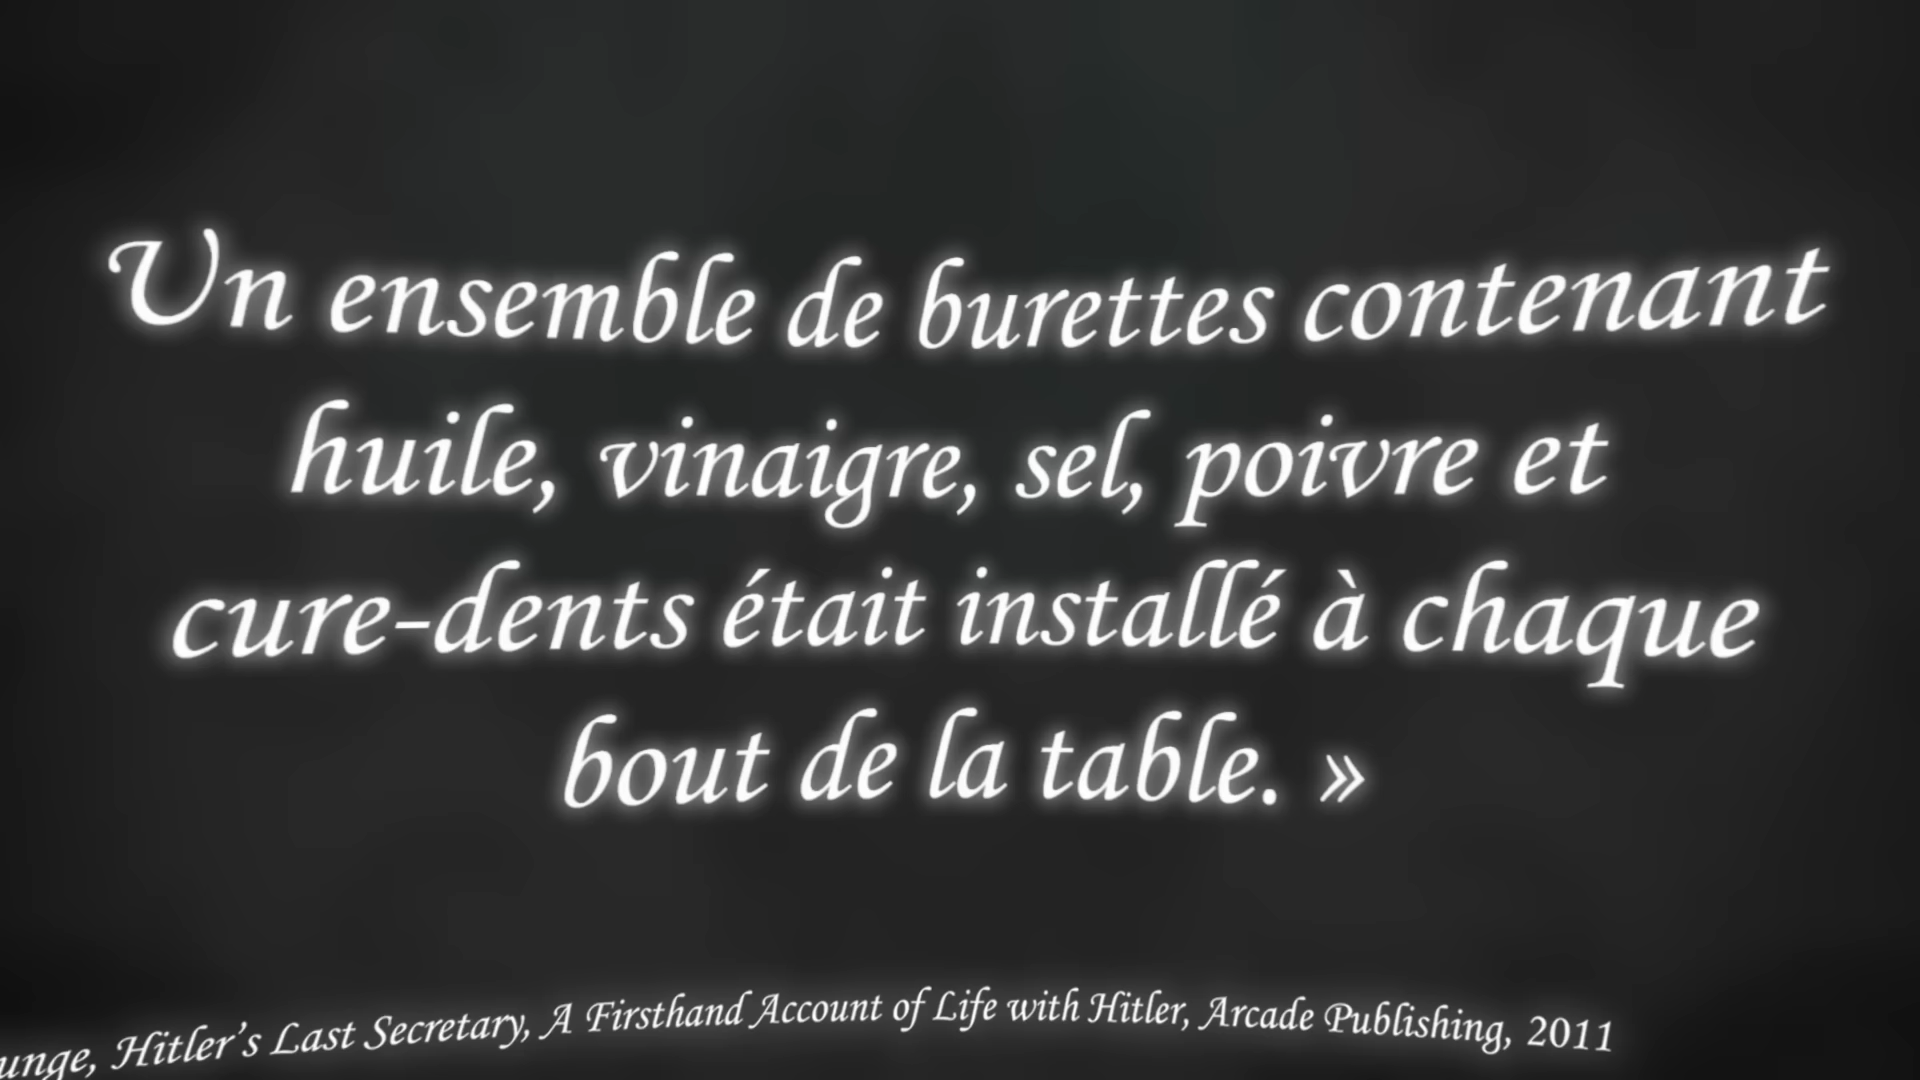 Un ensemble de burettes contenant
huile, vinaigre, sel, poivre et
cure-dents était installé à chaque
bout de la table. »
unge, Hitler's Last Secretary, A Firsthand Account of Life with Hitler, Arcade Publishing, 2011